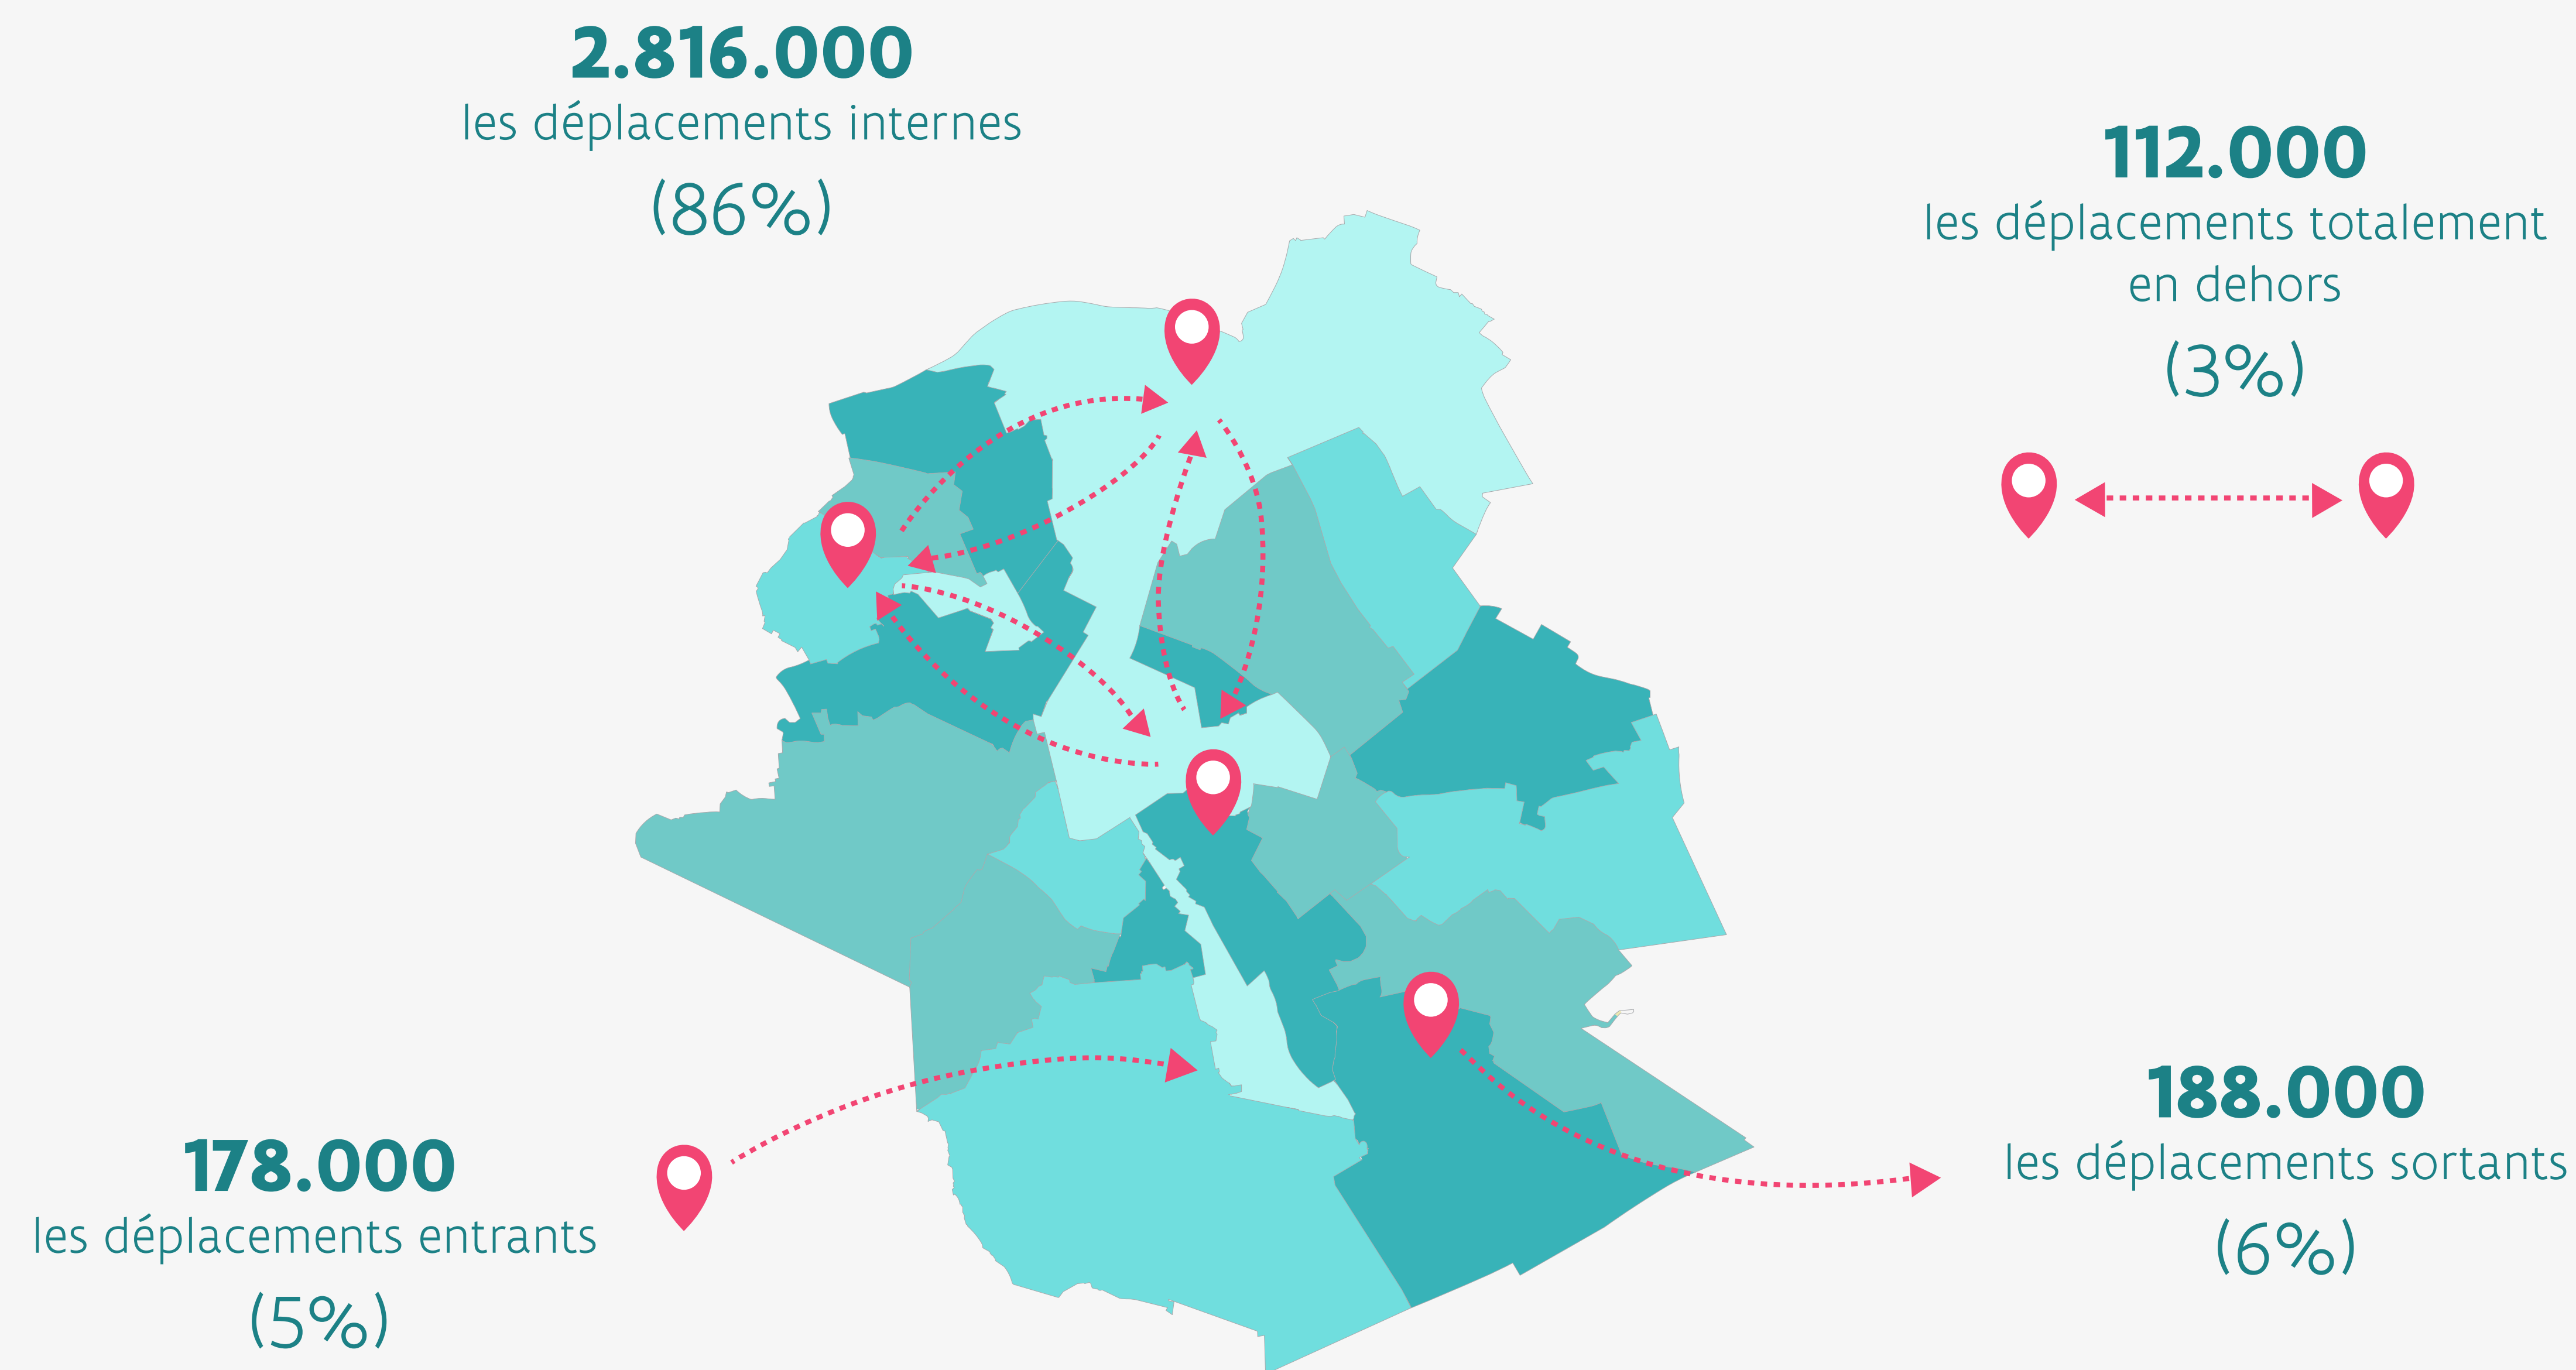 2.816.000
les déplacements internes
(86%)
112.000
les déplacements totalement
en dehors
(3%)
188.000
les déplacements sortants
(6%)
178.000
les déplacements entrants
(5%)